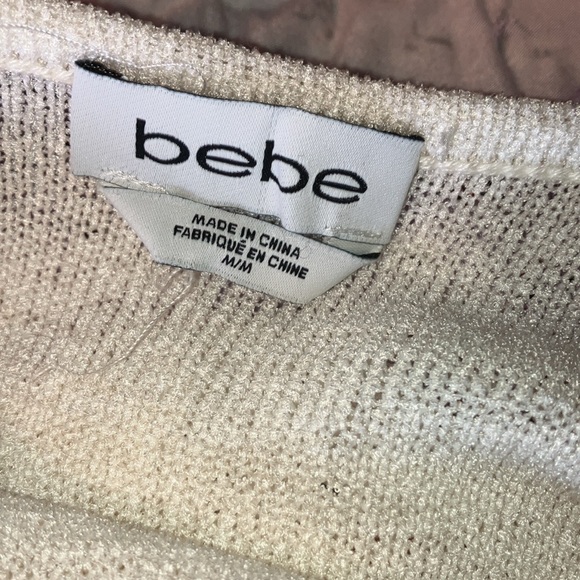 bebe
MADE IN CHINA
FABRIQUÉ EN CHINE
M/M